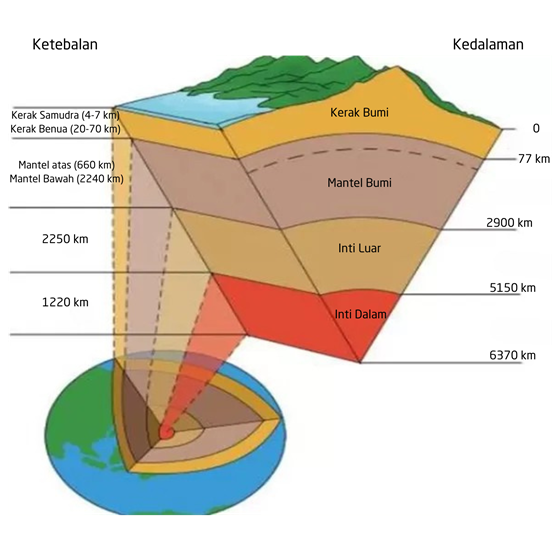 Ketebalan
Kedalaman
Kerak Samudra (4-7 km)
Kerak Benua (20-70 km)
Kerak Bumi
0
77 km
Mantel atas (660 km)
Mantel Bawah (2240 km)
Mantel Bumi
2900 km
2250 km
Inti Luar
5150 km
1220 km
Inti Dalam
6370 km